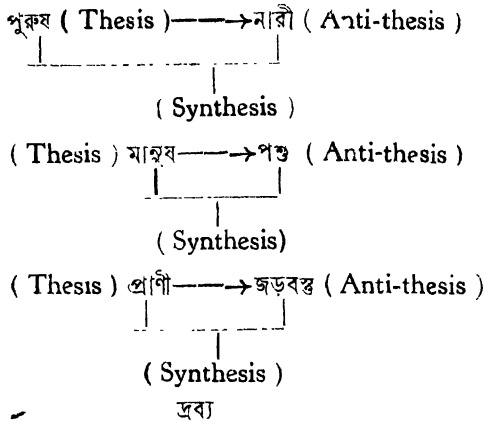 পুরুষ ( Thesis )——→নারী ( Anti-thesis )
( Synthesis )
( Thesis ) মানুষ——→পশু ( Anti-thesis )
( Synthesis)
( Thesis ) প্রাণী——→জড়বস্তু ( Anti-thesis )
( Synthesis )
দ্রব্য